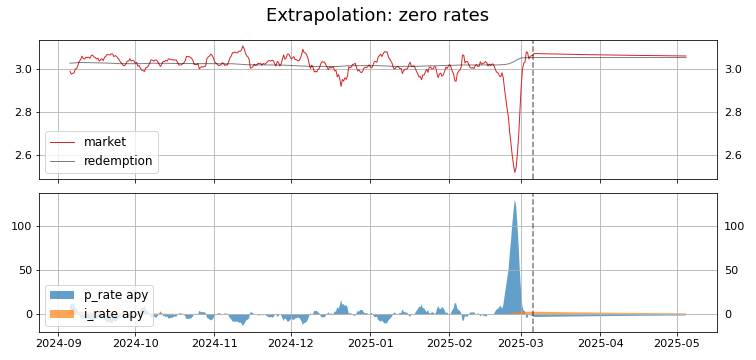 Extrapolation: zero rates
3.0 3.0
2.8 2.8
2.6 2.6
market
redemption
100 100
50 50
0 0
p_rate apy
i_rate apy
2024-09 2024-10 2024-11 2024-12 2025-01 2025-02 2025-03 2025-04 2025-05